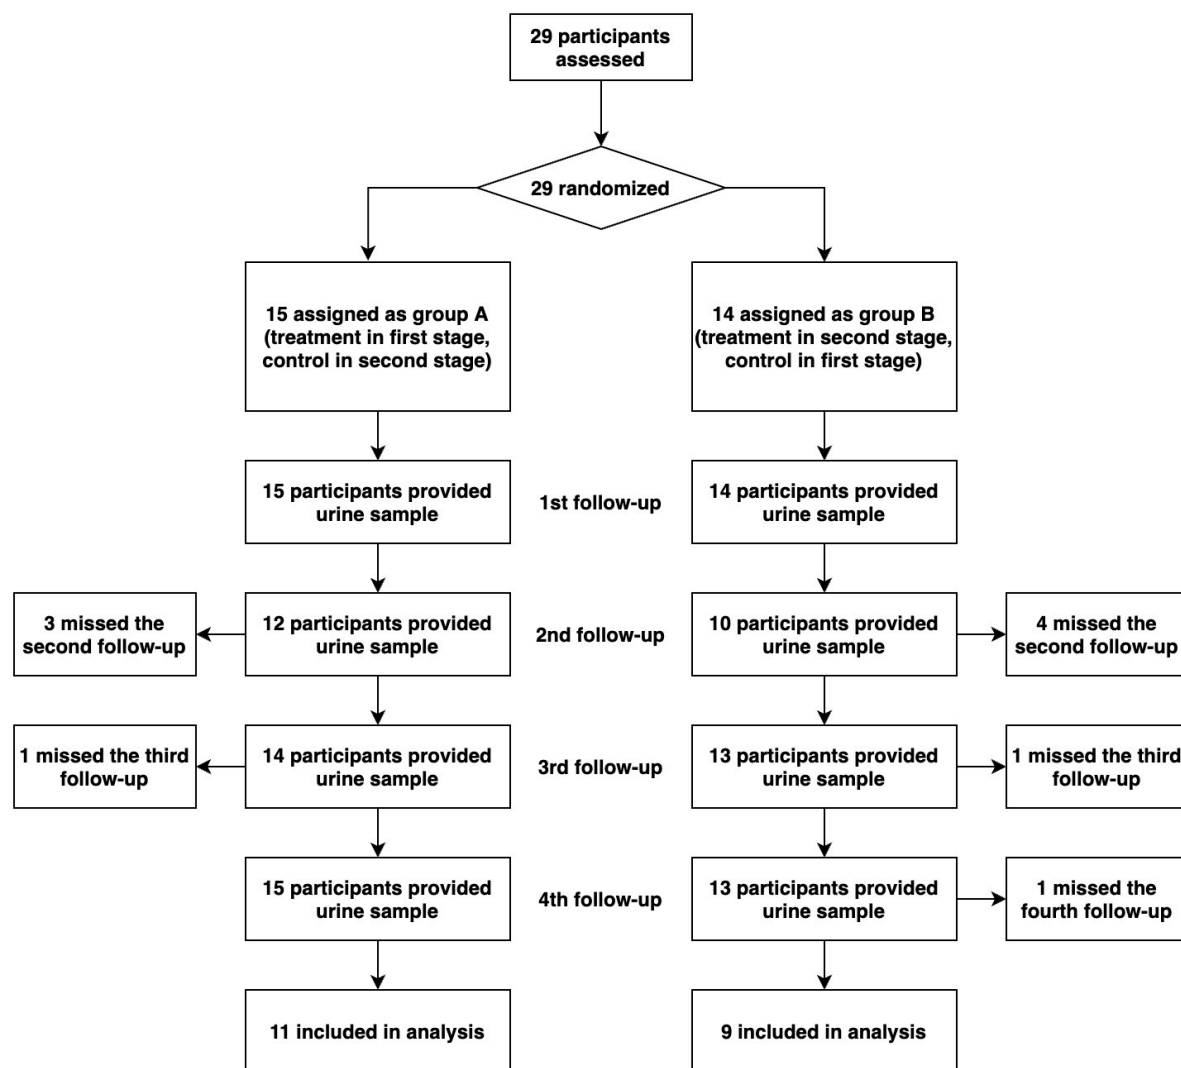 29 participants
assessed
29 randomized
15 assigned as group A
(treatment in first stage,
control in second stage)
14 assigned as group B
(treatment in second stage,
control in first stage)
15 participants provided
urine sample
1st follow-up
14 participants provided
urine sample
3 missed the
second follow-up
12 participants provided
urine sample
2nd follow-up
10 participants provided
urine sample
4 missed the
second follow-up
1 missed the third
follow-up
14 participants provided
urine sample
3rd follow-up
13 participants provided
urine sample
1 missed the third
follow-up
15 participants provided
urine sample
4th follow-up
13 participants provided
urine sample
1 missed the
fourth follow-up
11 included in analysis
9 included in analysis